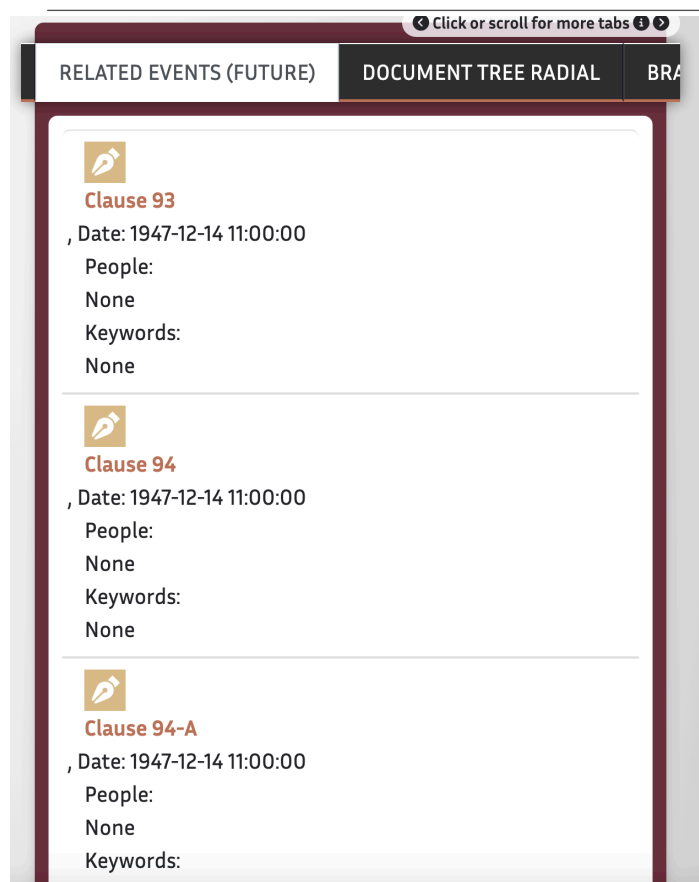 Click or scroll for more tabs
RELATED EVENTS (FUTURE) DOCUMENT TREE RADIAL
Clause 93
, Date: 1947-12-14 11:00:00
People:
None
Keywords:
None
Clause 94
, Date: 1947-12-14 11:00:00
People:
None
Keywords:
None
Clause 94-A
, Date: 1947-12-14 11:00:00
People:
None
Keywords: